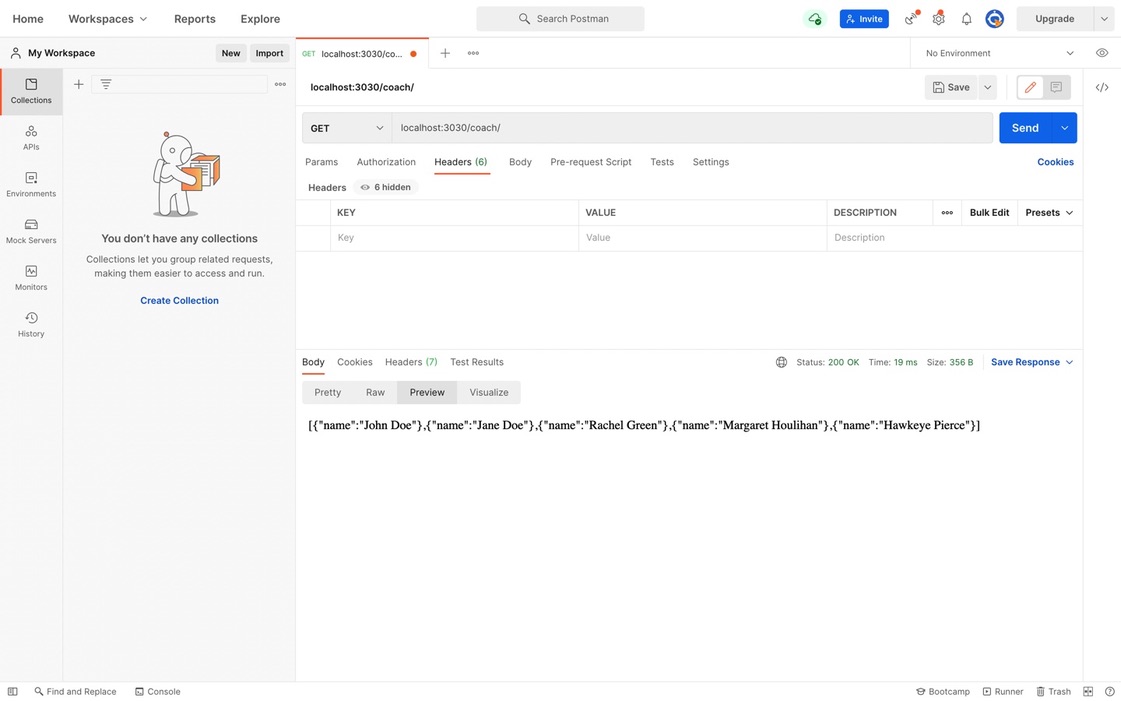 Home Workspaces Reports Explore Search Postman Invite Upgrade
My Workspace New Import GET localhost:3030/co... No Environment
Collections
APIs
Environments
Mock Servers
Monitors
History
You don't have any collections
Collections let you group related requests,
making them easier to access and run.
Create Collection
localhost:3030/coach/ Save
GET localhost:3030/coach/ Send
Params Authorization Headers (6) Body Pre-request Script Tests Settings Cookies
Headers 6 hidden
KEY VALUE DESCRIPTION Bulk Edit Presets
Key Value Description
Body Cookies Headers (7) Test Results Status: 200 OK Time: 19 ms Size: 356 B Save Response
Pretty Raw Preview Visualize
[{"name":"John Doe"},{"name":"Jane Doe"},{"name":"Rachel Green"},{"name":"Margaret Houlihan"},{"name":"Hawkeye Pierce"}]
Find and Replace Console Bootcamp Runner Trash